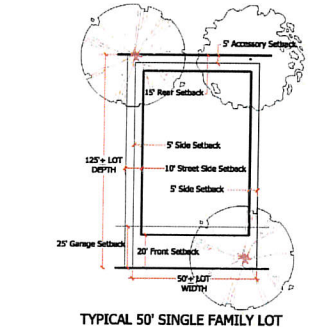 5' Accessory Setback
15' Rear Setback
5' Side Setback
125'± LOT
DEPTH
10' Street Side Setback
5' Side Setback
25' Garage Setback
20' Front Setback
50'± LOT
WIDTH
TYPICAL 50' SINGLE FAMILY LOT